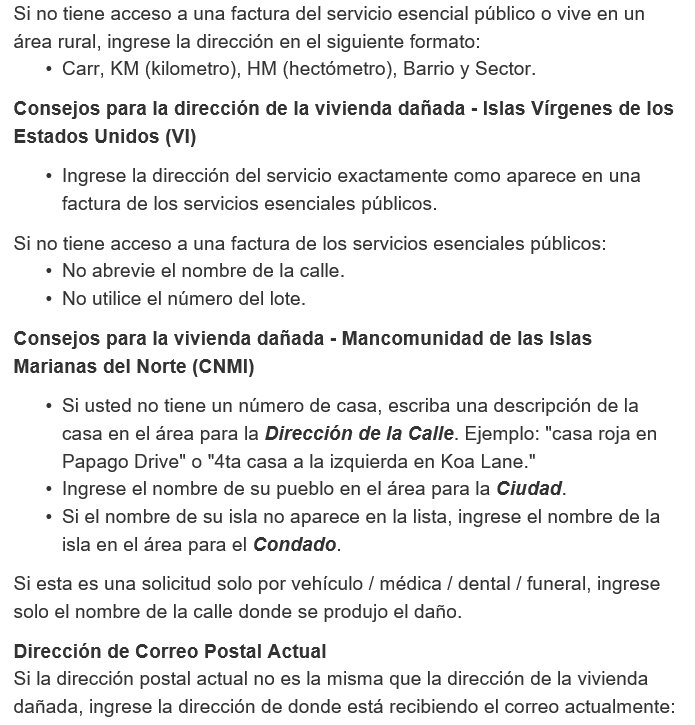 Si no tiene acceso a una factura del servicio esencial público o vive en un
área rural, ingrese la dirección en el siguiente formato:
• Carr, KM (kilometro), HM (hectómetro), Barrio y Sector.
Consejos para la dirección de la vivienda dañada - Islas Vírgenes de los
Estados Unidos (VI)
• Ingrese la dirección del servicio exactamente como aparece en una
factura de los servicios esenciales públicos.
Si no tiene acceso a una factura de los servicios esenciales públicos:
• No abrevie el nombre de la calle.
• No utilice el número del lote.
Consejos para la vivienda dañada - Mancomunidad de las Islas
Marianas del Norte (CNMI)
• Si usted no tiene un número de casa, escriba una descripción de la
casa en el área para la Dirección de la Calle. Ejemplo: "casa roja en
Papago Drive" o "4ta casa a la izquierda en Koa Lane."
• Ingrese el nombre de su pueblo en el área para la Ciudad.
• Si el nombre de su isla no aparece en la lista, ingrese el nombre de la
isla en el área para el Condado.
Si esta es una solicitud solo por vehículo / médica / dental / funeral, ingrese
solo el nombre de la calle donde se produjo el daño.
Dirección de Correo Postal Actual
Si la dirección postal actual no es la misma que la dirección de la vivienda
dañada, ingrese la dirección de donde está recibiendo el correo actualmente: